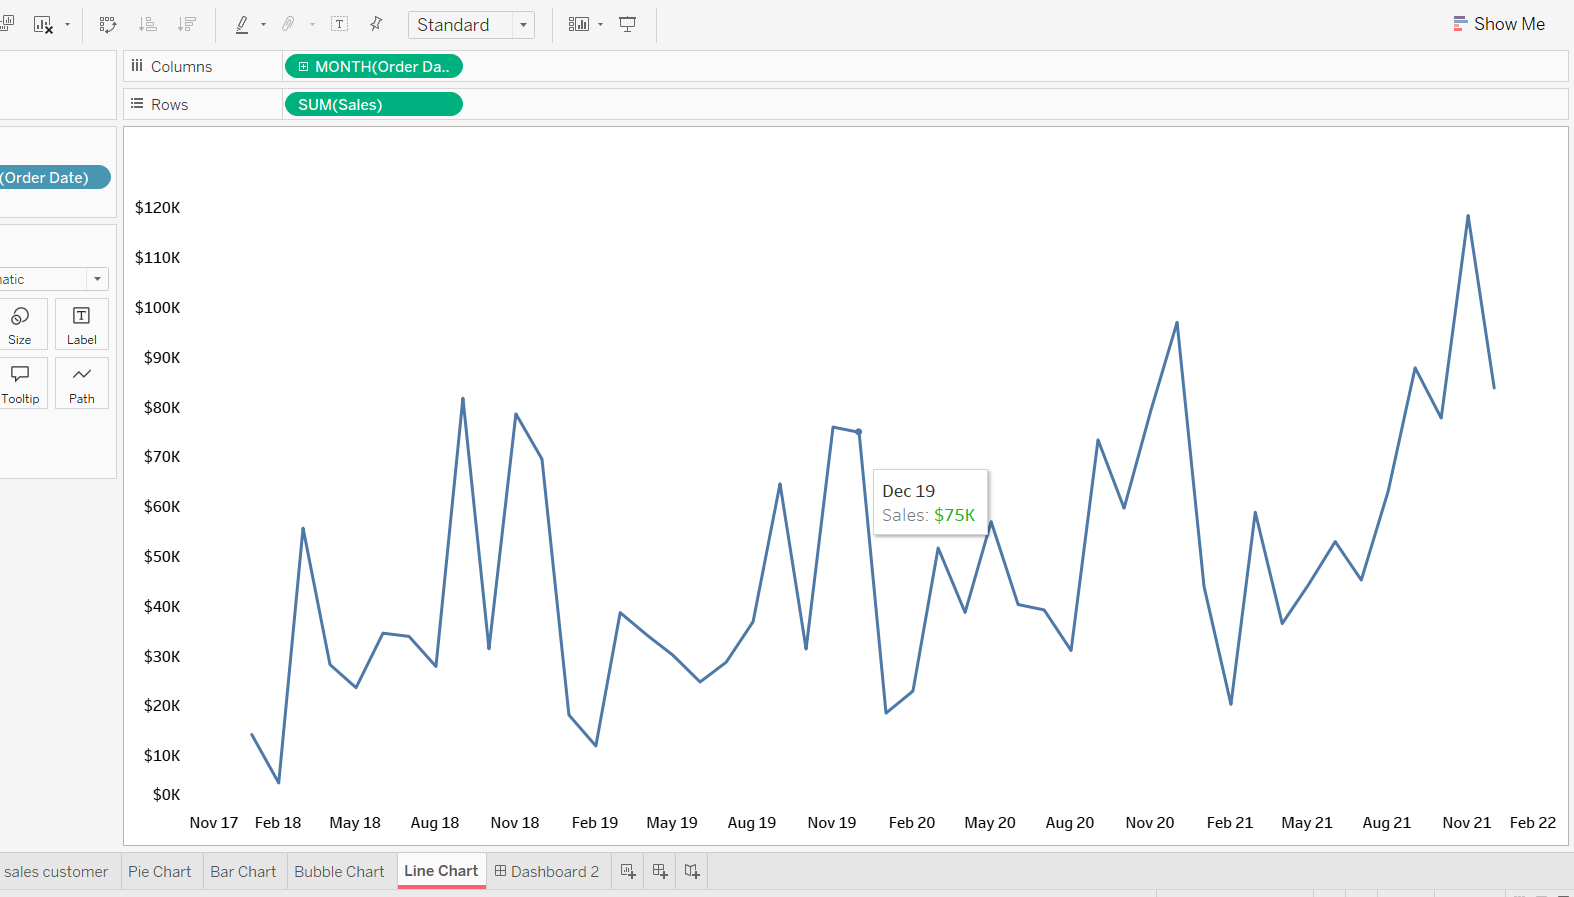 Standard
Show Me
Columns
MONTH(Order Da..
Rows
SUM(Sales)
(Order Date)
Size
Label
Tooltip
Path
$120K
$110K
$100K
$90K
$80K
$70K
$60K
$50K
$40K
$30K
$20K
$10K
$0K
Dec 19
Sales: $75K
Nov 17 Feb 18 May 18 Aug 18 Nov 18 Feb 19 May 19 Aug 19 Nov 19 Feb 20 May 20 Aug 20 Nov 20 Feb 21 May 21 Aug 21 Nov 21 Feb 22
sales customer Pie Chart Bar Chart Bubble Chart Line Chart Dashboard 2